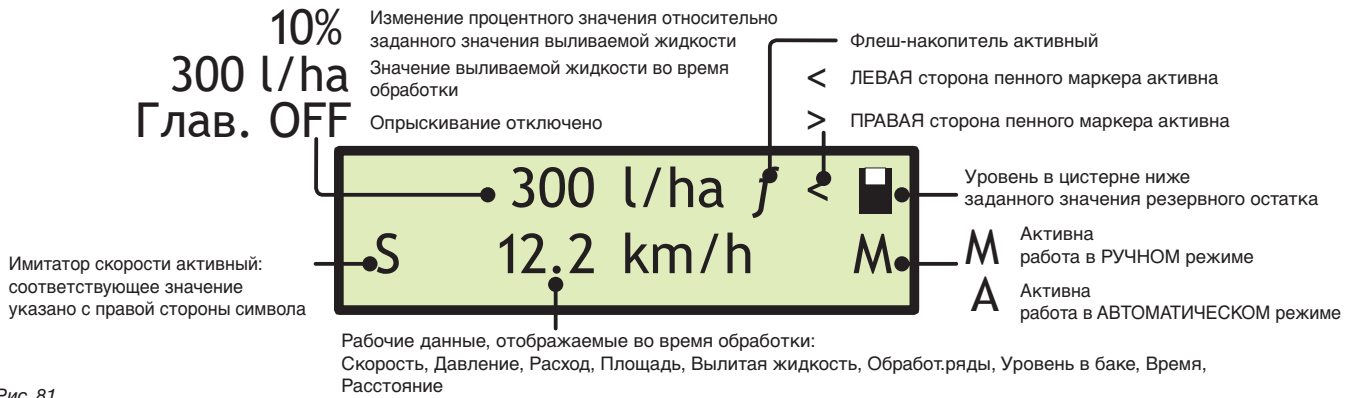 10%
Изменение процентного значения относительно
заданного значения выливаемой жидкости
300 l/ha
Значение выливаемой жидкости во время
обработки
Глав. OFF
Опрыскивание отключено
Флеш-накопитель активный
<
ЛЕВАЯ сторона пенного маркера активна
>
ПРАВАЯ сторона пенного маркера активна
300 l/ha f <
S 12.2 km/h M
Уровень в цистерне ниже
заданного значения резервного остатка
M
Активна
работа в РУЧНОМ режиме
A
Активна
работа в АВТОМАТИЧЕСКОМ режиме
Имитатор скорости активный:
соответствующее значение
указано с правой стороны символа
Рабочие данные, отображаемые во время обработки:
Скорость, Давление, Расход, Площадь, Вылитая жидкость, Обработ.ряды, Уровень в баке, Время,
Расстояние
Рис. 81